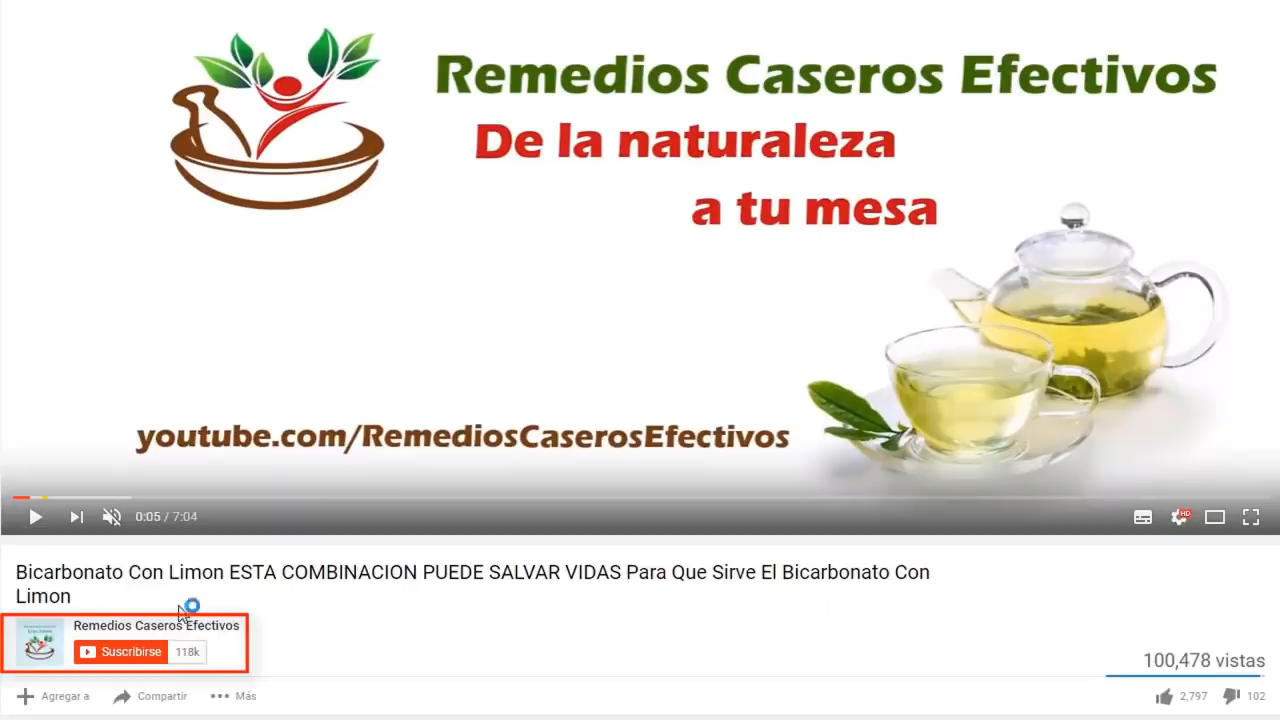 Remedios Caseros Efectivos
De la naturaleza
a tu mesa
youtube.com/RemediosCaserosEfectivos
0:05 / 7:04
HD
Bicarbonato Con Limon ESTA COMBINACION PUEDE SALVAR VIDAS Para Que Sirve El Bicarbonato Con
Limon
Remedios Caseros Efectivos
Suscribirse 118k
100,478 vistas
Agregar a Compartir Más 2,797 102